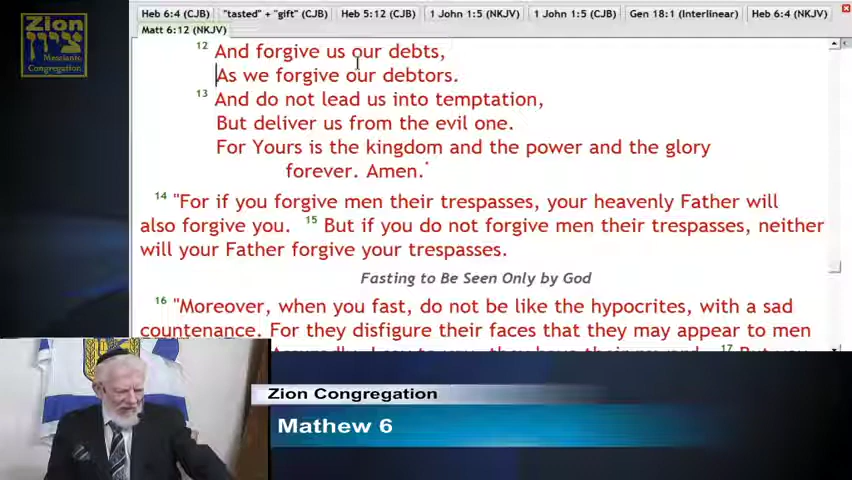 Zion
ציון
Messianic
Congregation
Heb 6:4 (CJB)
"tasted" + "gift" (CJB)
Heb 5:12 (CJB)
1 John 1:5 (NKJV)
1 John 1:5 (CJB)
Gen 18:1 (Interlinear)
Heb 6:4 (NKJV)
Matt 6:12 (NKJV)
12 And forgive us our debts,
As we forgive our debtors.
13 And do not lead us into temptation,
But deliver us from the evil one.
For Yours is the kingdom and the power and the glory
forever. Amen.
14 "For if you forgive men their trespasses, your heavenly Father will
also forgive you. 15 But if you do not forgive men their trespasses, neither
will your Father forgive your trespasses.
Fasting to Be Seen Only by God
16 "Moreover, when you fast, do not be like the hypocrites, with a sad
countenance. For they disfigure their faces that they may appear to men
17
Zion Congregation
Mathew 6